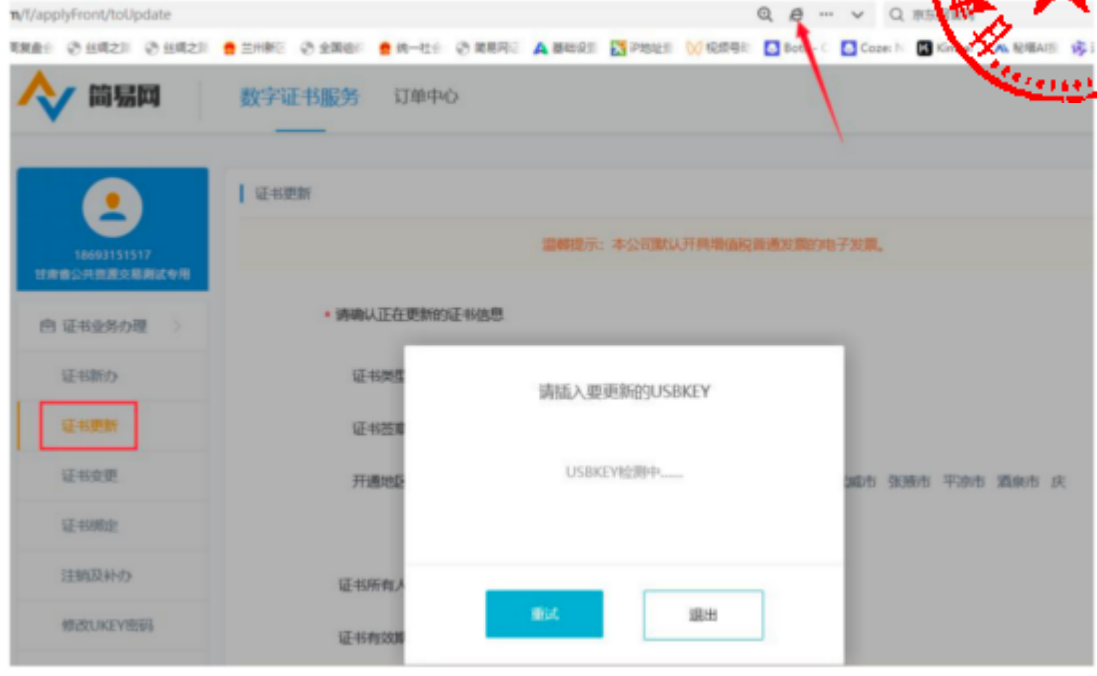 /f/applyFront/toUpdate
简易网
数字证书服务
订单中心
证书更新
温馨提示：本公司默认开具增值税普通发票的电子发票。
18693151517
甘肃省公共资源交易测试专用
* 请确认正在更新的证书信息
证书业务办理
证书新办
证书类型
请插入要更新的USBKEY
证书更新
证书签章
USBKEY检测中......
证书变更
开通地区
威市 张掖市 平凉市 酒泉市 庆
证书绑定
注销及补办
证书所有人
重试
退出
修改UKEY密码
证书有效期